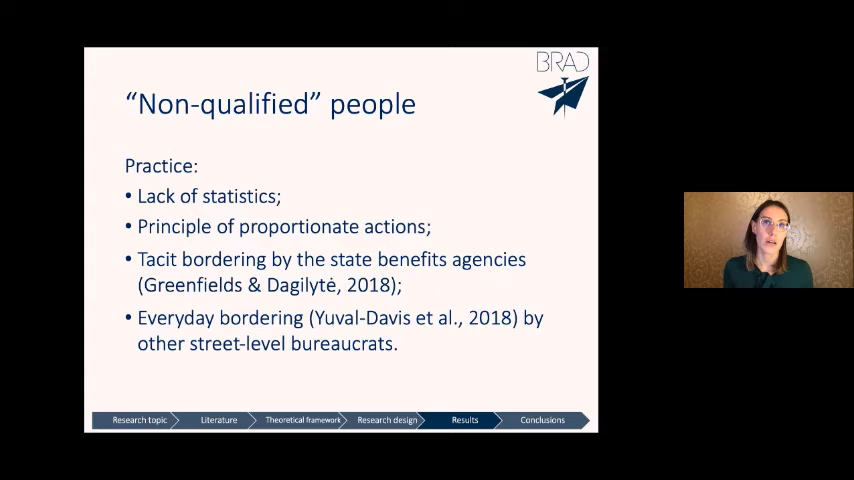 BRAD
“Non-qualified” people
Practice:
• Lack of statistics;
• Principle of proportionate actions;
• Tacit bordering by the state benefits agencies
(Greenfields & Dagilytė, 2018);
• Everyday bordering (Yuval-Davis et al., 2018) by
other street-level bureaucrats.
Research topic
Literature
Theoretical framework
Research design
Results
Conclusions